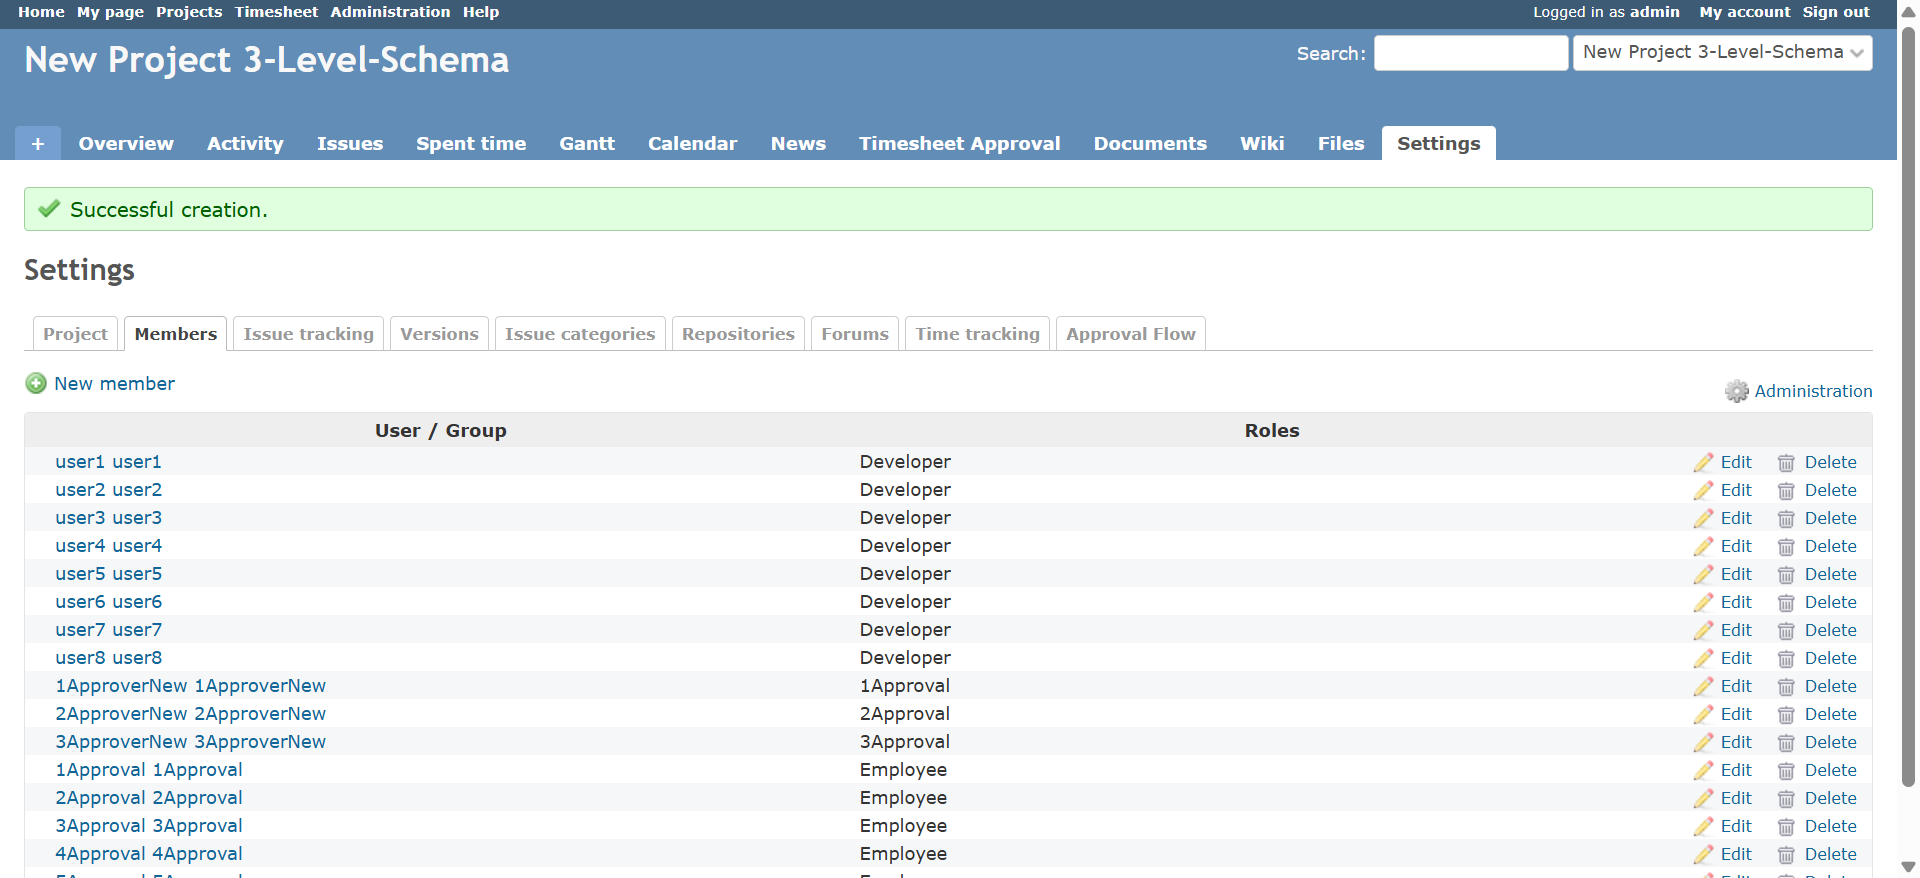 Home My page Projects Timesheet Administration Help Logged in as admin My account Sign out
New Project 3-Level-Schema Search: New Project 3-Level-Schema
+ Overview Activity Issues Spent time Gantt Calendar News Timesheet Approval Documents Wiki Files Settings
Successful creation.
Settings
Project Members Issue tracking Versions Issue categories Repositories Forums Time tracking Approval Flow
New member Administration
User / Group Roles
user1 user1 Developer Edit Delete
user2 user2 Developer Edit Delete
user3 user3 Developer Edit Delete
user4 user4 Developer Edit Delete
user5 user5 Developer Edit Delete
user6 user6 Developer Edit Delete
user7 user7 Developer Edit Delete
user8 user8 Developer Edit Delete
1ApproverNew 1ApproverNew 1Approval Edit Delete
2ApproverNew 2ApproverNew 2Approval Edit Delete
3ApproverNew 3ApproverNew 3Approval Edit Delete
1Approval 1Approval Employee Edit Delete
2Approval 2Approval Employee Edit Delete
3Approval 3Approval Employee Edit Delete
4Approval 4Approval Employee Edit Delete